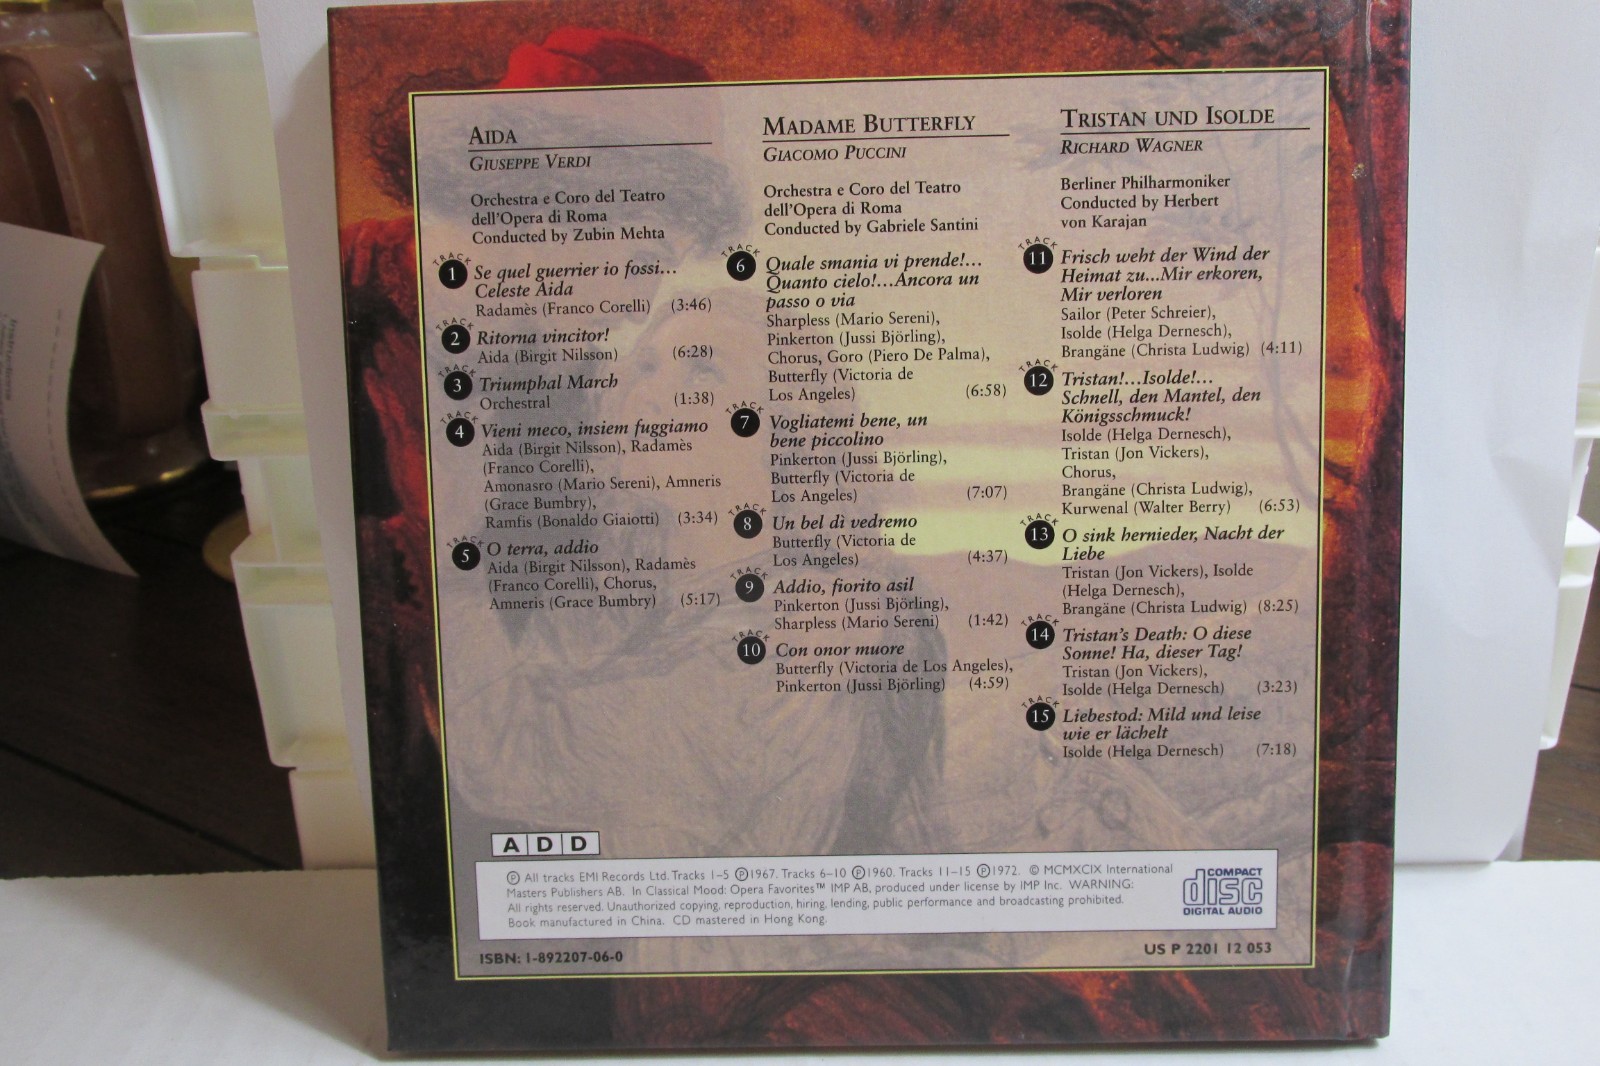 AIDA
GIUSEPPE VERDI
Orchestra e Coro del Teatro
dell'Opera di Roma
Conducted by Zubin Mehta
TRACK 1 Se quel guerrier io fossi...
Celeste Aida
Radamès (Franco Corelli) (3:46)
TRACK 2 Ritorna vincitor!
Aida (Birgit Nilsson) (6:28)
TRACK 3 Triumphal March
Orchestral (1:38)
TRACK 4 Vieni meco, insiem fuggiamo
Aida (Birgit Nilsson), Radamès
(Franco Corelli),
Amonasro (Mario Sereni), Amneris
(Grace Bumbry),
Ramfis (Bonaldo Giaiotti) (3:34)
TRACK 5 O terra, addio
Aida (Birgit Nilsson), Radamès
(Franco Corelli), Chorus,
Amneris (Grace Bumbry) (5:17)
MADAME BUTTERFLY
GIACOMO PUCCINI
Orchestra e Coro del Teatro
dell'Opera di Roma
Conducted by Gabriele Santini
TRACK 6 Quale smania vi prende!...
Quanto cielo!...Ancora un
passo o via
Sharpless (Mario Sereni),
Pinkerton (Jussi Björling),
Chorus, Goro (Piero De Palma),
Butterfly (Victoria de
Los Angeles) (6:58)
TRACK 7 Vogliatemi bene, un
bene piccolino
Pinkerton (Jussi Björling),
Butterfly (Victoria de
Los Angeles) (7:07)
TRACK 8 Un bel dì vedremo
Butterfly (Victoria de
Los Angeles) (4:37)
TRACK 9 Addio, fiorito asil
Pinkerton (Jussi Björling),
Sharpless (Mario Sereni) (1:42)
TRACK 10 Con onor muore
Butterfly (Victoria de Los Angeles),
Pinkerton (Jussi Björling) (4:59)
TRISTAN UND ISOLDE
RICHARD WAGNER
Berliner Philharmoniker
Conducted by Herbert
von Karajan
TRACK 11 Frisch weht der Wind der
Heimat zu...Mir erkoren,
Mir verloren
Sailor (Peter Schreier),
Isolde (Helga Dernesch),
Brangäne (Christa Ludwig) (4:11)
TRACK 12 Tristan!...Isolde!...
Schnell, den Mantel, den
Königsschmuck!
Isolde (Helga Dernesch),
Tristan (Jon Vickers),
Chorus,
Brangäne (Christa Ludwig),
Kurwenal (Walter Berry) (6:53)
TRACK 13 O sink hernieder, Nacht der
Liebe
Tristan (Jon Vickers), Isolde
(Helga Dernesch),
Brangäne (Christa Ludwig) (8:25)
TRACK 14 Tristan's Death: O diese
Sonne! Ha, dieser Tag!
Tristan (Jon Vickers),
Isolde (Helga Dernesch) (3:23)
TRACK 15 Liebestod: Mild und leise
wie er lächelt
Isolde (Helga Dernesch) (7:18)
A D D
℗ All tracks EMI Records Ltd. Tracks 1–5 ℗1967. Tracks 6–10 ℗1960. Tracks 11–15 ℗1972. © MCMXCIX International
Masters Publishers AB. In Classical Mood: Opera Favorites™ IMP AB, produced under license by IMP Inc. WARNING:
All rights reserved. Unauthorized copying, reproduction, hiring, lending, public performance and broadcasting prohibited.
Book manufactured in China. CD mastered in Hong Kong.
COMPACT
disc
DIGITAL AUDIO
ISBN: 1-892207-06-0
US P 2201 12 053